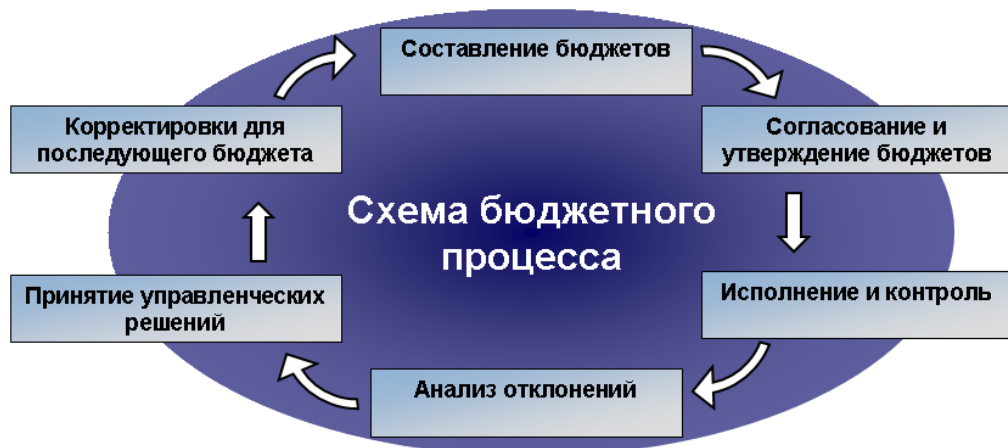 Составление бюджетов
Согласование и
утверждение бюджетов
Исполнение и контроль
Анализ отклонений
Принятие управленческих
решений
Корректировки для
последующего бюджета
Схема бюджетного
процесса